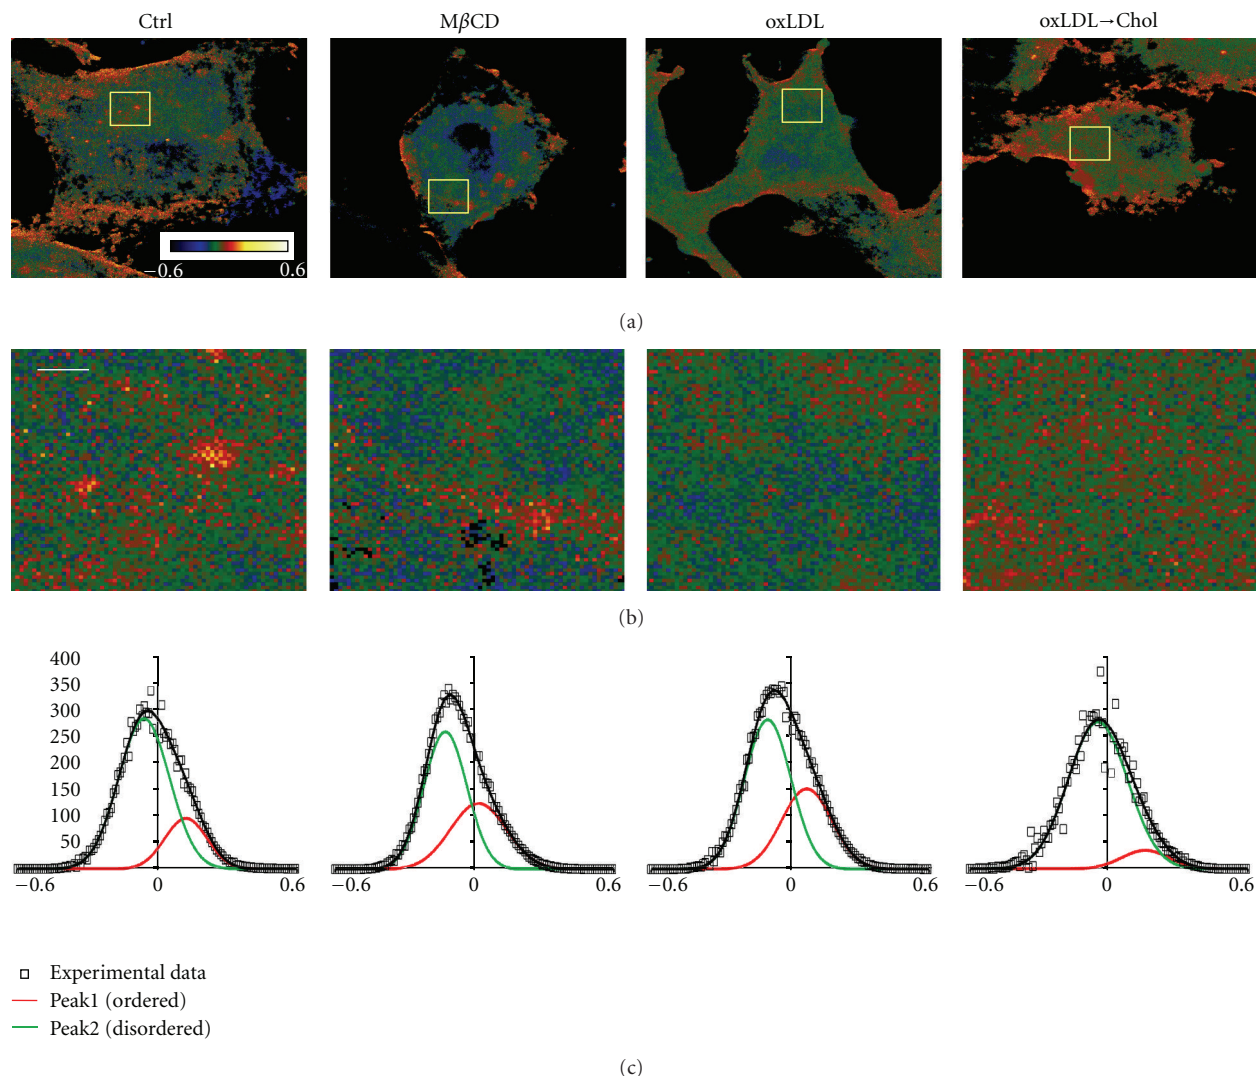 Ctrl
MβCD
oxLDL
oxLDL→Chol
−0.6
0.6
(a)
(b)
400
350
300
250
200
150
100
50
−0.6
0
0.6
−0.6
0
0.6
−0.6
0
0.6
−0.6
0
0.6
Experimental data
Peak1 (ordered)
Peak2 (disordered)
(c)